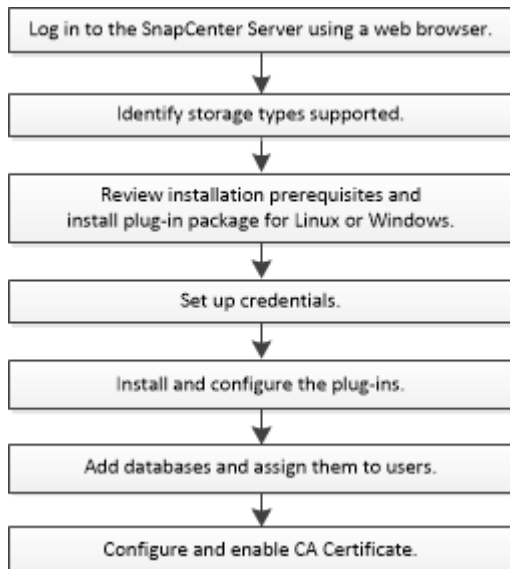 Log in to the SnapCenter Server using a web browser.
Identify storage types supported.
Review installation prerequisites and
install plug-in package for Linux or Windows.
Set up credentials.
Install and configure the plug-ins.
Add databases and assign them to users.
Configure and enable CA Certificate.